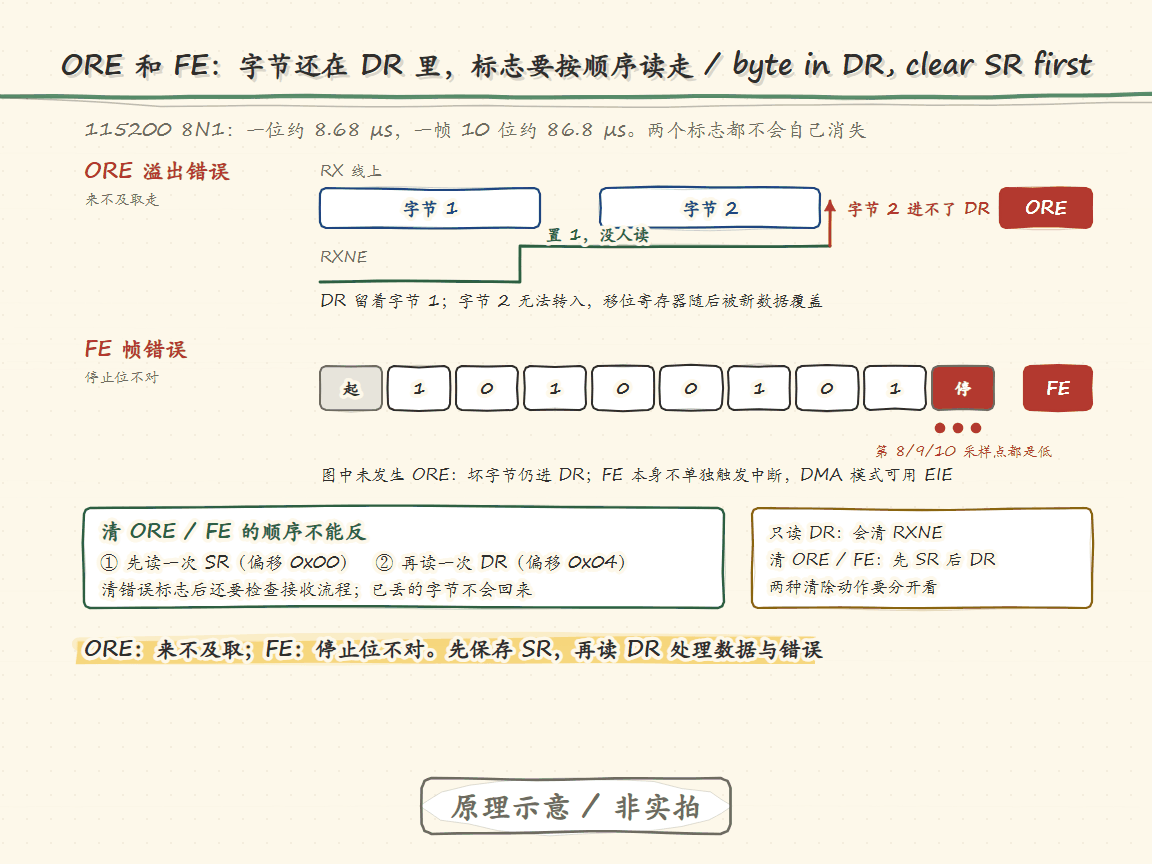 ORE 和 FE：字节还在 DR 里，标志要按顺序读走 / byte in DR, clear SR first
115200 8N1：一位约 8.68 µs，一帧 10 位约 86.8 µs。两个标志都不会自己消失
ORE 溢出错误
来不及取走
RX 线上
字节 1
字节 2
字节 2 进不了 DR
ORE
置 1，没人读
RXNE
DR 留着字节 1；字节 2 无法转入，移位寄存器随后被新数据覆盖
FE 帧错误
停止位不对
起 1 0 1 0 0 1 0 1 停 FE
第 8/9/10 采样点都是低
图中未发生 ORE：坏字节仍进 DR；FE 本身不单独触发中断，DMA 模式可用 EIE
清 ORE / FE 的顺序不能反
① 先读一次 SR（偏移 0x00） ② 再读一次 DR（偏移 0x04）
清错误标志后还要检查接收流程；已丢的字节不会回来
只读 DR：会清 RXNE
清 ORE / FE：先 SR 后 DR
两种清除动作要分开看
ORE：来不及取；FE：停止位不对。先保存 SR，再读 DR 处理数据与错误
原理示意 / 非实拍